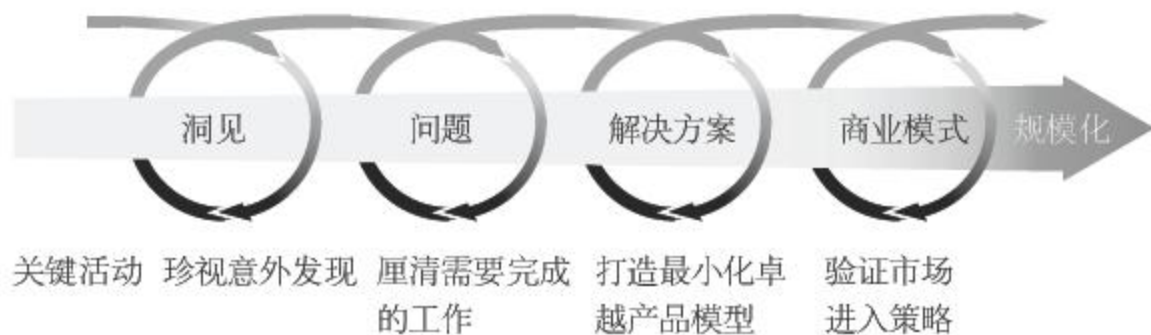 洞见 问题 解决方案 商业模式 规模化
关键活动 珍视意外发现 厘清需要完成 打造最小化卓 验证市场
的工作 越产品模型 进入策略